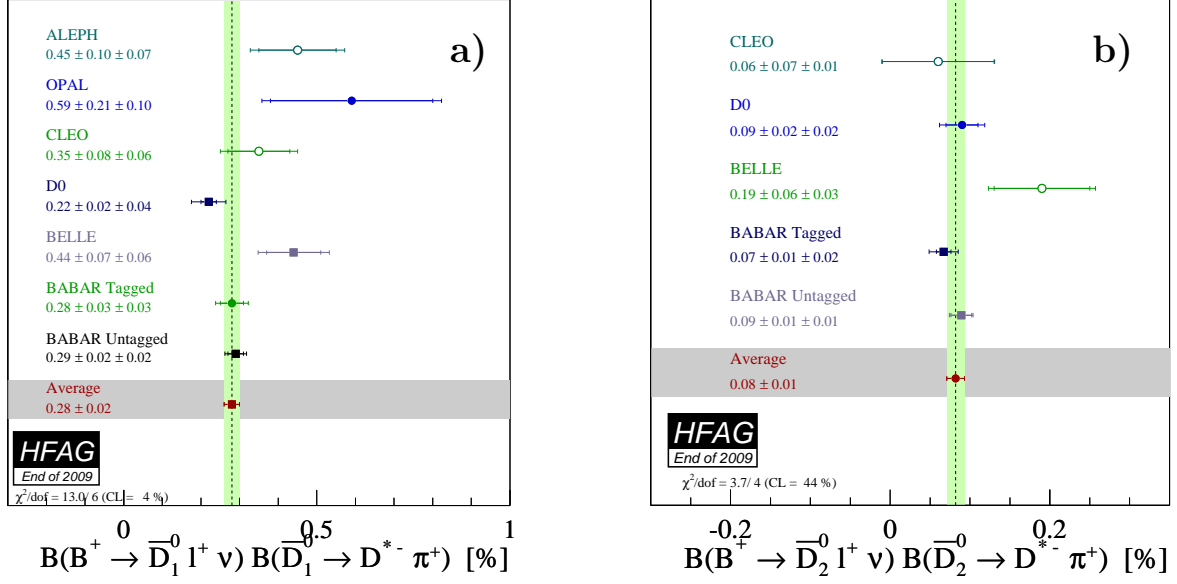 a)
ALEPH
0.45 ± 0.10 ± 0.07
OPAL
0.59 ± 0.21 ± 0.10
CLEO
0.35 ± 0.08 ± 0.06
D0
0.22 ± 0.02 ± 0.04
BELLE
0.44 ± 0.07 ± 0.06
BABAR Tagged
0.28 ± 0.03 ± 0.03
BABAR Untagged
0.29 ± 0.02 ± 0.02
Average
0.28 ± 0.02
HFAG
End of 2009
χ²/dof = 13.0/ 6 (CL = 4 %)
0 0.5 1
B(B⁺ → D̅₁⁰ l⁺ ν) B(D̅₁⁰ → D*⁻ π⁺) [%]
b)
CLEO
0.06 ± 0.07 ± 0.01
D0
0.09 ± 0.02 ± 0.02
BELLE
0.19 ± 0.06 ± 0.03
BABAR Tagged
0.07 ± 0.01 ± 0.02
BABAR Untagged
0.09 ± 0.01 ± 0.01
Average
0.08 ± 0.01
HFAG
End of 2009
χ²/dof = 3.7/ 4 (CL = 44 %)
-0.2 0 0.2
B(B⁺ → D̅₂⁰ l⁺ ν) B(D̅₂⁰ → D*⁻ π⁺) [%]